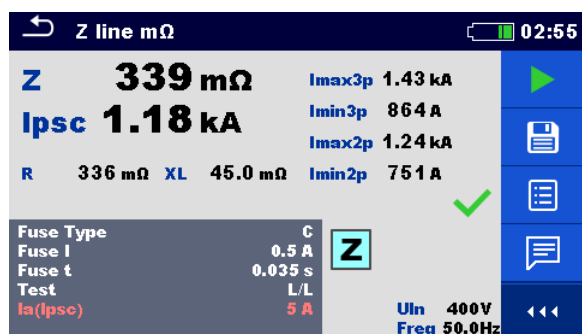 Z line mΩ 02:55
Z 339 mΩ
Ipsc 1.18 kA
R 336 mΩ XL 45.0 mΩ
Imax3p 1.43 kA
Imin3p 864 A
Imax2p 1.24 kA
Imin2p 751 A
Fuse Type C
Fuse I 0.5 A
Fuse t 0.035 s
Test L/L
Ia(Ipsc) 5 A
Z
Uln 400V
Freq 50.0Hz